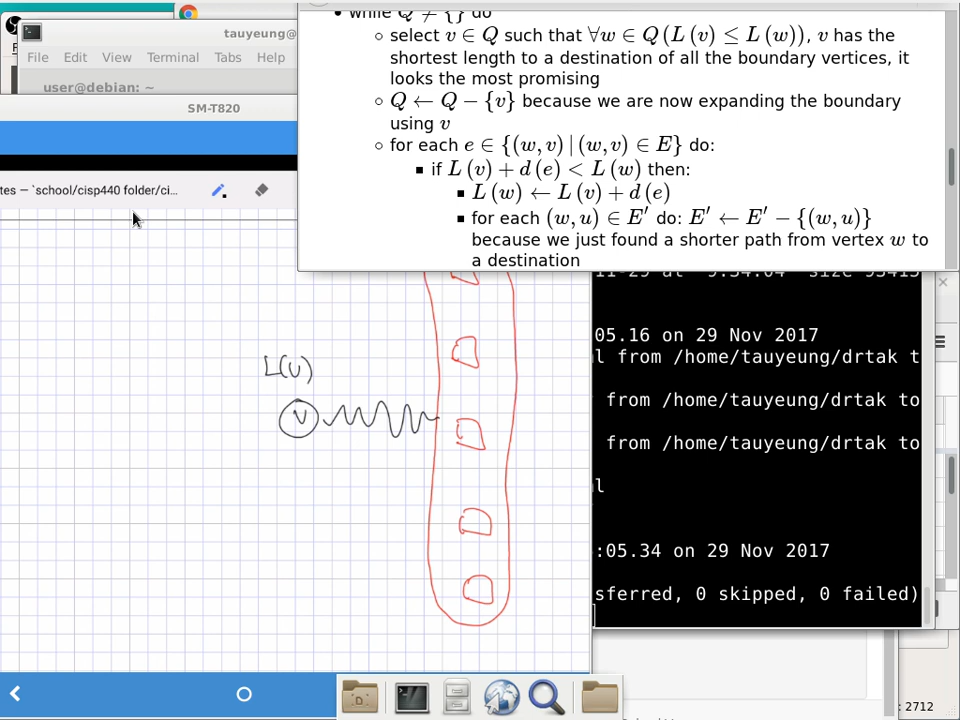 • while Q ≠ {} do
tauyeung@
◦ select v ∈ Q such that ∀w ∈ Q(L(v) ≤ L(w)), v has the
shortest length to a destination of all the boundary vertices, it
looks the most promising
File Edit View Terminal Tabs Help
user@debian: ~
◦ Q ← Q − {v} because we are now expanding the boundary
using v
SM-T820
◦ for each e ∈ {(w, v) | (w, v) ∈ E} do:
▪ if L(v) + d(e) < L(w) then:
▪ L(w) ← L(v) + d(e)
tes — `school/cisp440 folder/ci...
▪ for each (w, u) ∈ E′ do: E′ ← E′ − {(w, u)}
because we just found a shorter path from vertex w to
a destination
05.16 on 29 Nov 2017
l from /home/tauyeung/drtak t
L(v)
from /home/tauyeung/drtak to
V
from /home/tauyeung/drtak to
l
:05.34 on 29 Nov 2017
sferred, 0 skipped, 0 failed)
: 2712